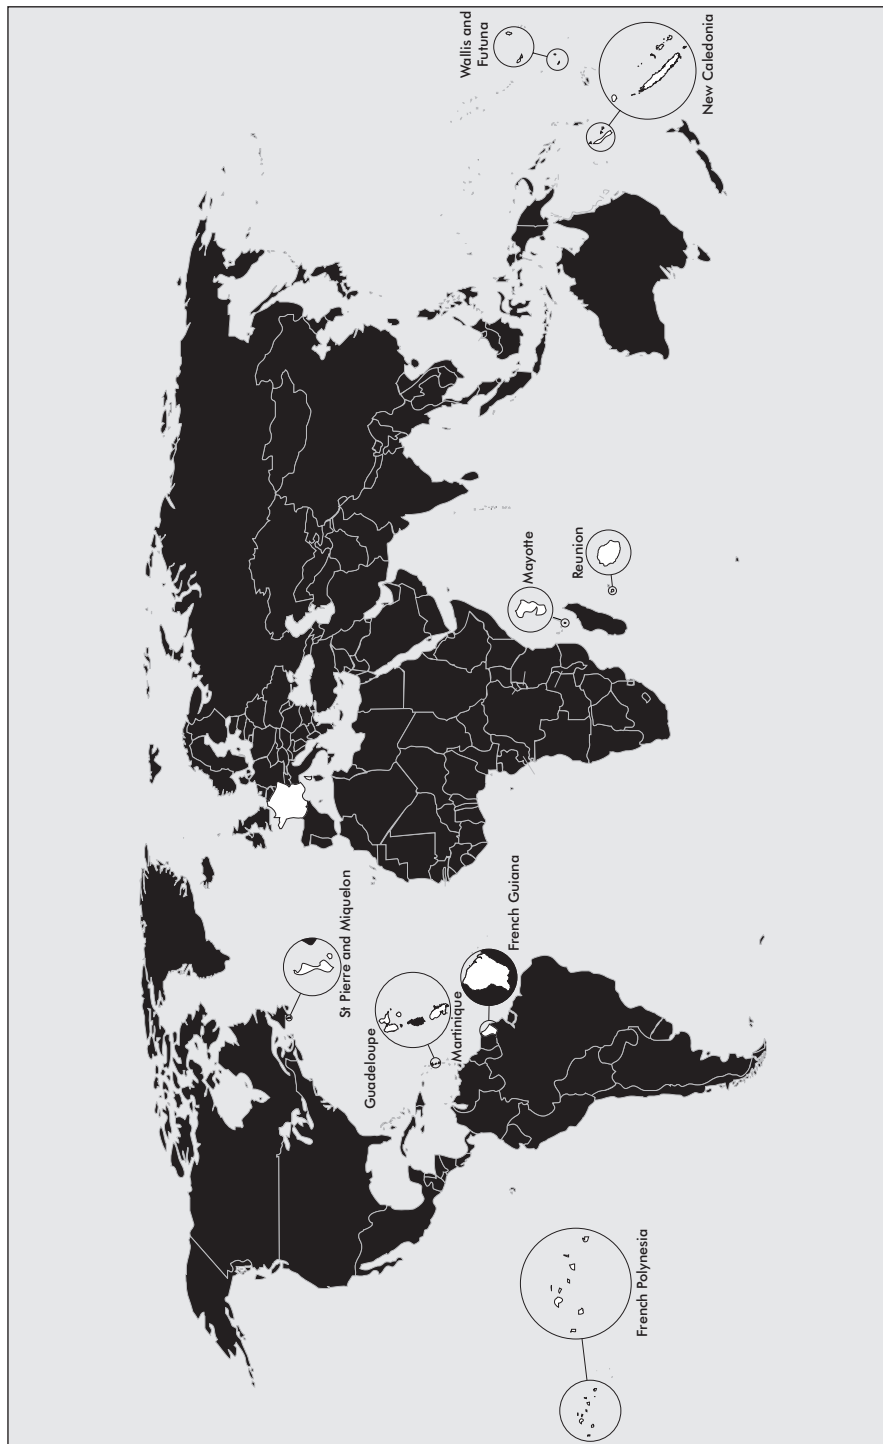 French Polynesia
Guadeloupe
St Pierre and Miquelon
Martinique
French Guiana
Mayotte
Reunion
Wallis and
Futuna
New Caledonia